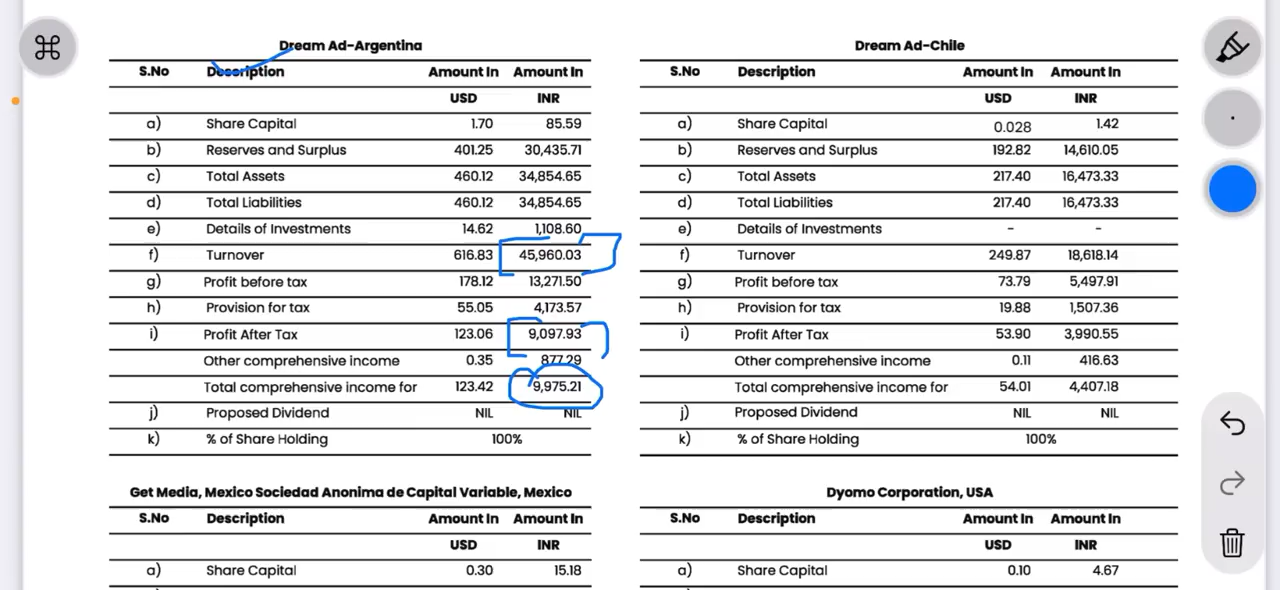 Dream Ad-Argentina
S.No Description Amount In Amount In
USD INR
a) Share Capital 1.70 85.59
b) Reserves and Surplus 401.25 30,435.71
c) Total Assets 460.12 34,854.65
d) Total Liabilities 460.12 34,854.65
e) Details of Investments 14.62 1,108.60
f) Turnover 616.83 45,960.03
g) Profit before tax 178.12 13,271.50
h) Provision for tax 55.05 4,173.57
i) Profit After Tax 123.06 9,097.93
Other comprehensive income 0.35 877.29
Total comprehensive income for 123.42 9,975.21
j) Proposed Dividend NIL NIL
k) % of Share Holding 100%
Dream Ad-Chile
S.No Description Amount In Amount In
USD INR
a) Share Capital 0.028 1.42
b) Reserves and Surplus 192.82 14,610.05
c) Total Assets 217.40 16,473.33
d) Total Liabilities 217.40 16,473.33
e) Details of Investments - -
f) Turnover 249.87 18,618.14
g) Profit before tax 73.79 5,497.91
h) Provision for tax 19.88 1,507.36
i) Profit After Tax 53.90 3,990.55
Other comprehensive income 0.11 416.63
Total comprehensive income for 54.01 4,407.18
j) Proposed Dividend NIL NIL
k) % of Share Holding 100%
Get Media, Mexico Sociedad Anonima de Capital Variable, Mexico
S.No Description Amount In Amount In
USD INR
a) Share Capital 0.30 15.18
Dyomo Corporation, USA
S.No Description Amount In Amount In
USD INR
a) Share Capital 0.10 4.67